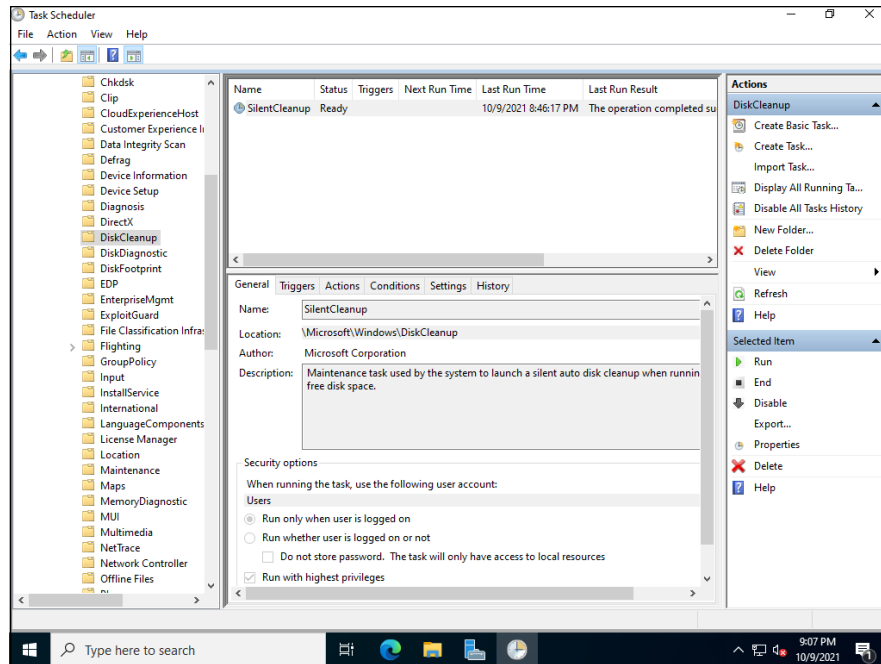 Task Scheduler
File Action View Help
Chkdsk
Clip
CloudExperienceHost
Customer Experience I
Data Integrity Scan
Defrag
Device Information
Device Setup
Diagnosis
DirectX
DiskCleanup
DiskDiagnostic
DiskFootprint
EDP
EnterpriseMgmt
ExploitGuard
File Classification Infra
Flighting
GroupPolicy
Input
InstallService
International
LanguageComponents
License Manager
Location
Maintenance
Maps
MemoryDiagnostic
MUI
Multimedia
NetTrace
Network Controller
Offline Files
Name Status Triggers Next Run Time Last Run Time Last Run Result
SilentCleanup Ready 10/9/2021 8:46:17 PM The operation completed su
General Triggers Actions Conditions Settings History
Name: SilentCleanup
Location: \Microsoft\Windows\DiskCleanup
Author: Microsoft Corporation
Description: Maintenance task used by the system to launch a silent auto disk cleanup when runnin
free disk space.
Security options
When running the task, use the following user account:
Users
Run only when user is logged on
Run whether user is logged on or not
Do not store password. The task will only have access to local resources
Run with highest privileges
Actions
DiskCleanup
Create Basic Task...
Create Task...
Import Task...
Display All Running Ta...
Disable All Tasks History
New Folder...
Delete Folder
View
Refresh
Help
Selected Item
Run
End
Disable
Export...
Properties
Delete
Help
Type here to search
9:07 PM
10/9/2021
1